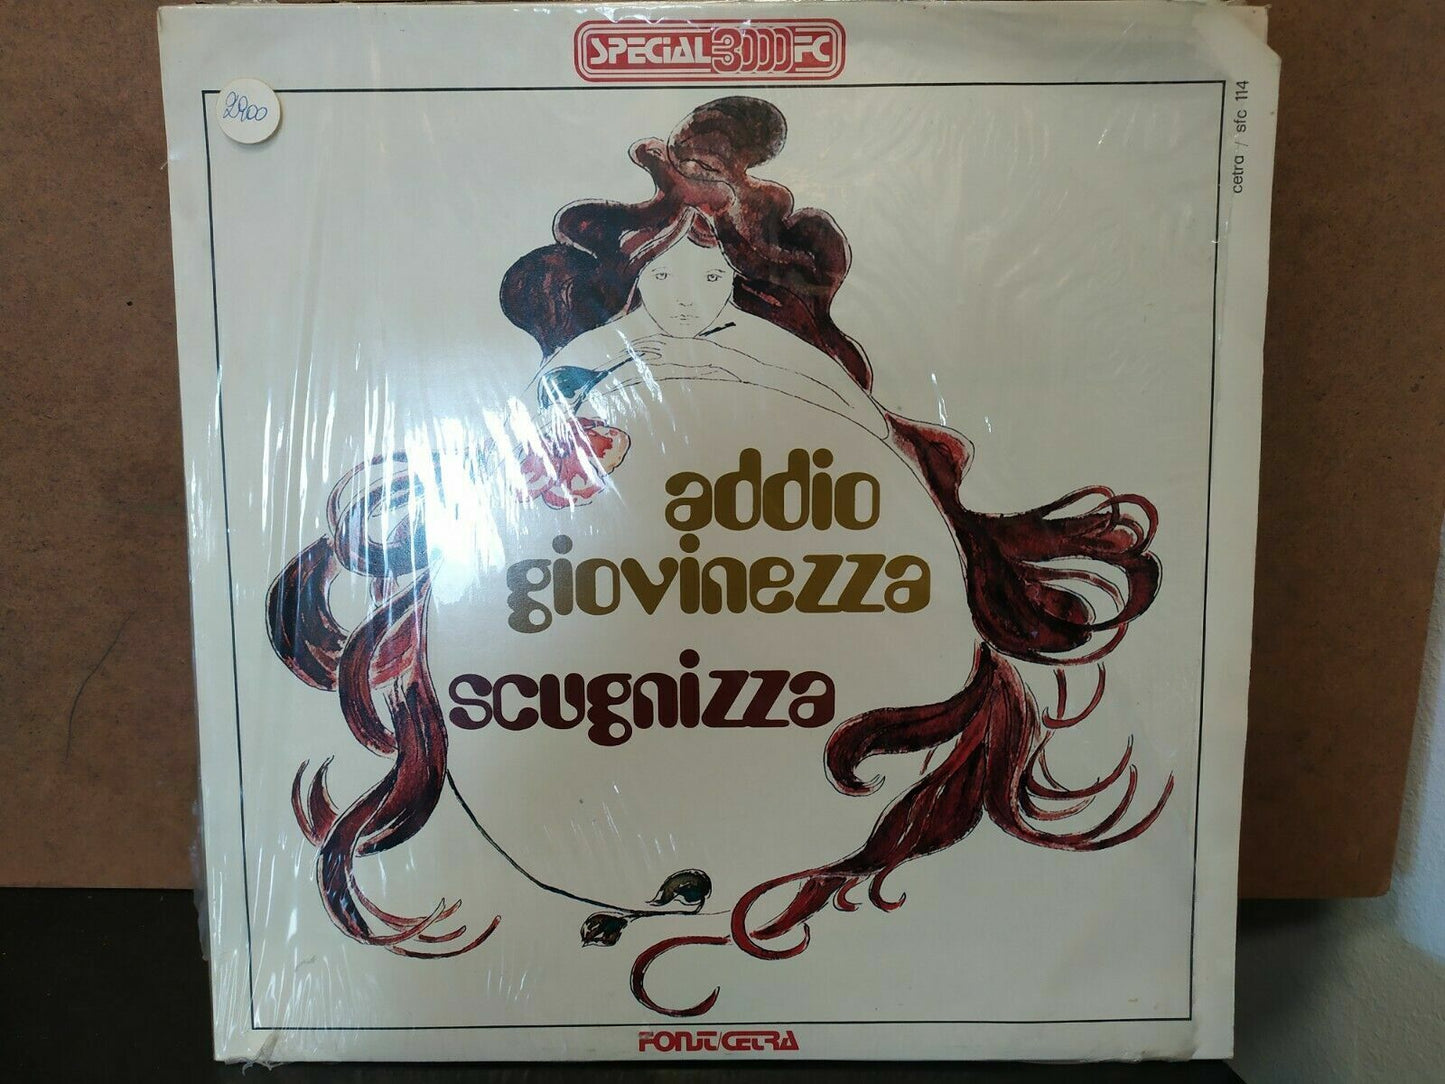 SPECIAL 3000 FC
2900
cetra / sfc 114
addio
giovinezza
scugnizza
FONIT/CETRA